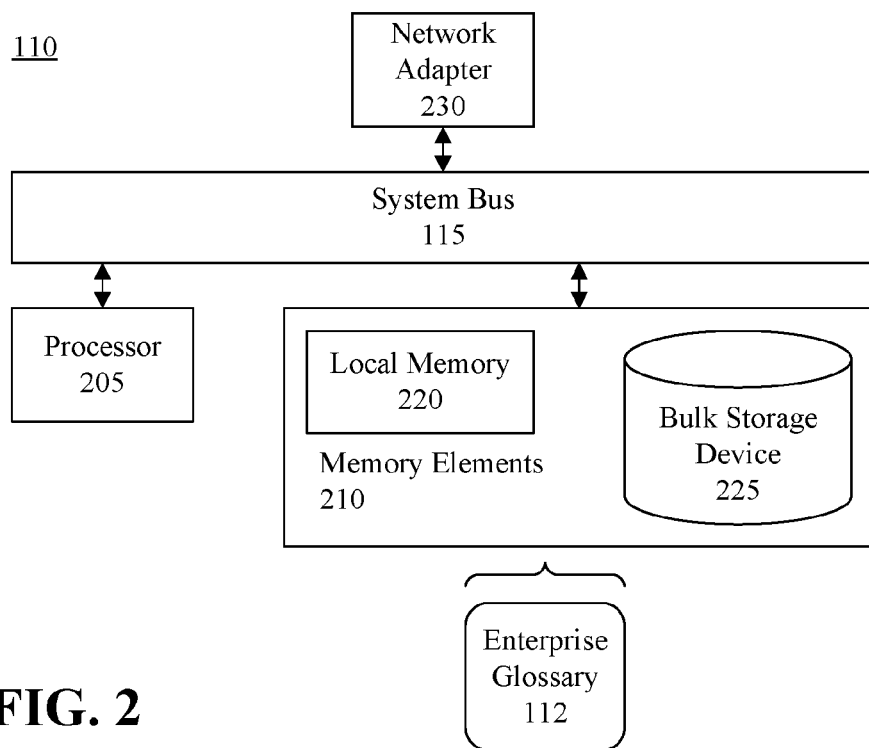 110
Network
Adapter
230
System Bus
115
Processor
205
Local Memory
220
Memory Elements
210
Bulk Storage
Device
225
Enterprise
Glossary
112
FIG. 2